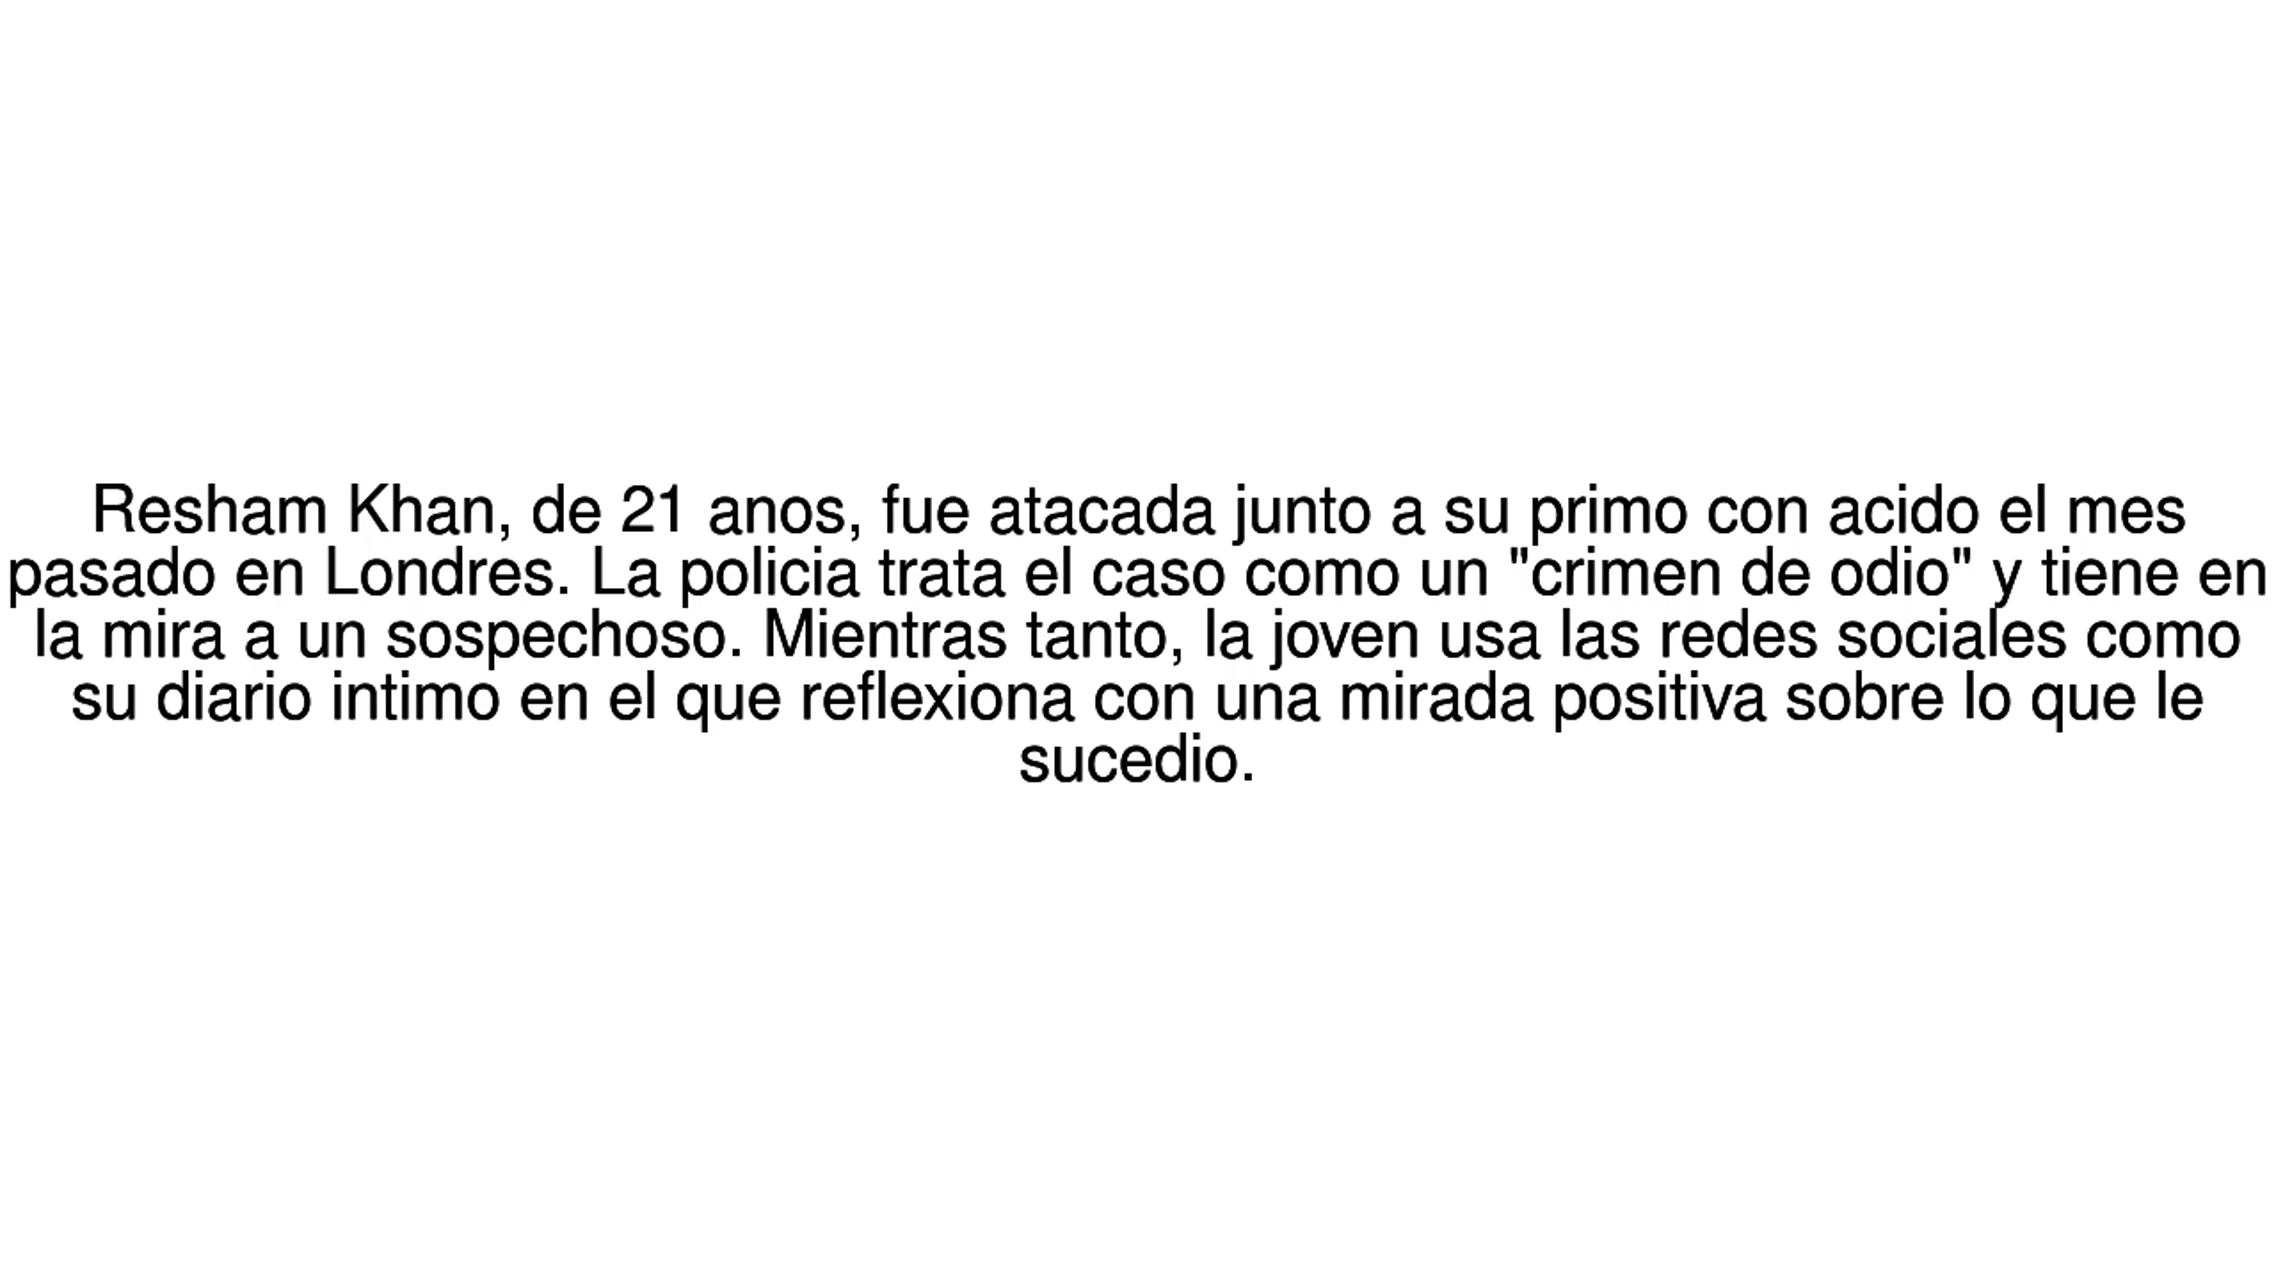 Resham Khan, de 21 anos, fue atacada junto a su primo con acido el mes
pasado en Londres. La policia trata el caso como un "crimen de odio" y tiene en
la mira a un sospechoso. Mientras tanto, la joven usa las redes sociales como
su diario intimo en el que reflexiona con una mirada positiva sobre lo que le
sucedio.